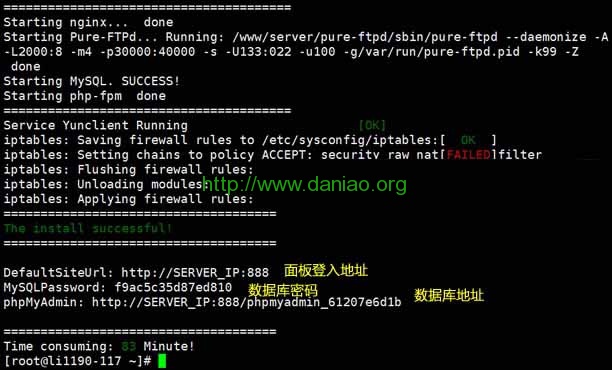 ========================================
Starting nginx...  done
Starting Pure-FTPd... Running: /www/server/pure-ftpd/sbin/pure-ftpd --daemonize -A
-L2000:8 -m4 -p30000:40000 -s -U133:022 -u100 -g/var/run/pure-ftpd.pid -k99 -Z
 done
Starting MySQL. SUCCESS!
Starting php-fpm  done
========================================
Service Yunclient Running                    [OK]
iptables: Saving firewall rules to /etc/sysconfig/iptables:[  OK  ]
iptables: Setting chains to policy ACCEPT: security raw nat[FAILED]filter
iptables: Flushing firewall rules:
iptables: Unloading modules:
http://www.daniao.org
iptables: Applying firewall rules:
======================================
The install successful!
======================================
DefaultSiteUrl: http://SERVER_IP:888 面板登入地址
MySQLPassword: f9ac5c35d87ed810 数据库密码
phpMyAdmin: http://SERVER_IP:888/phpmyadmin_61207e6d1b 数据库地址
======================================
Time consuming: 83 Minute!
[root@li1190-117 ~]#